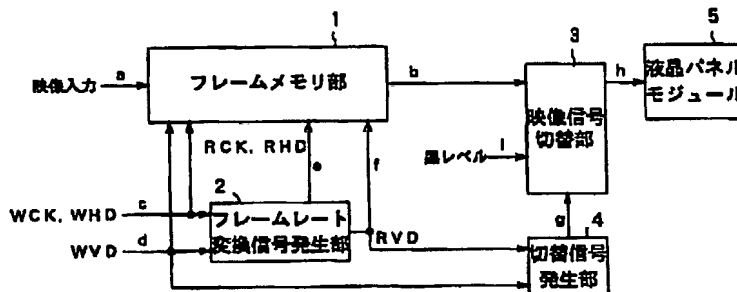 1
3
5
映像入力
a
フレームメモリ部
b
h
液晶パネル
モジュール
映像信号
切替部
RCK, RHD
e
f
黒レベル
i
WCK, WHD
c
2
フレームレート
変換信号発生部
WVD
d
RVD
g
4
切替信号
発生部